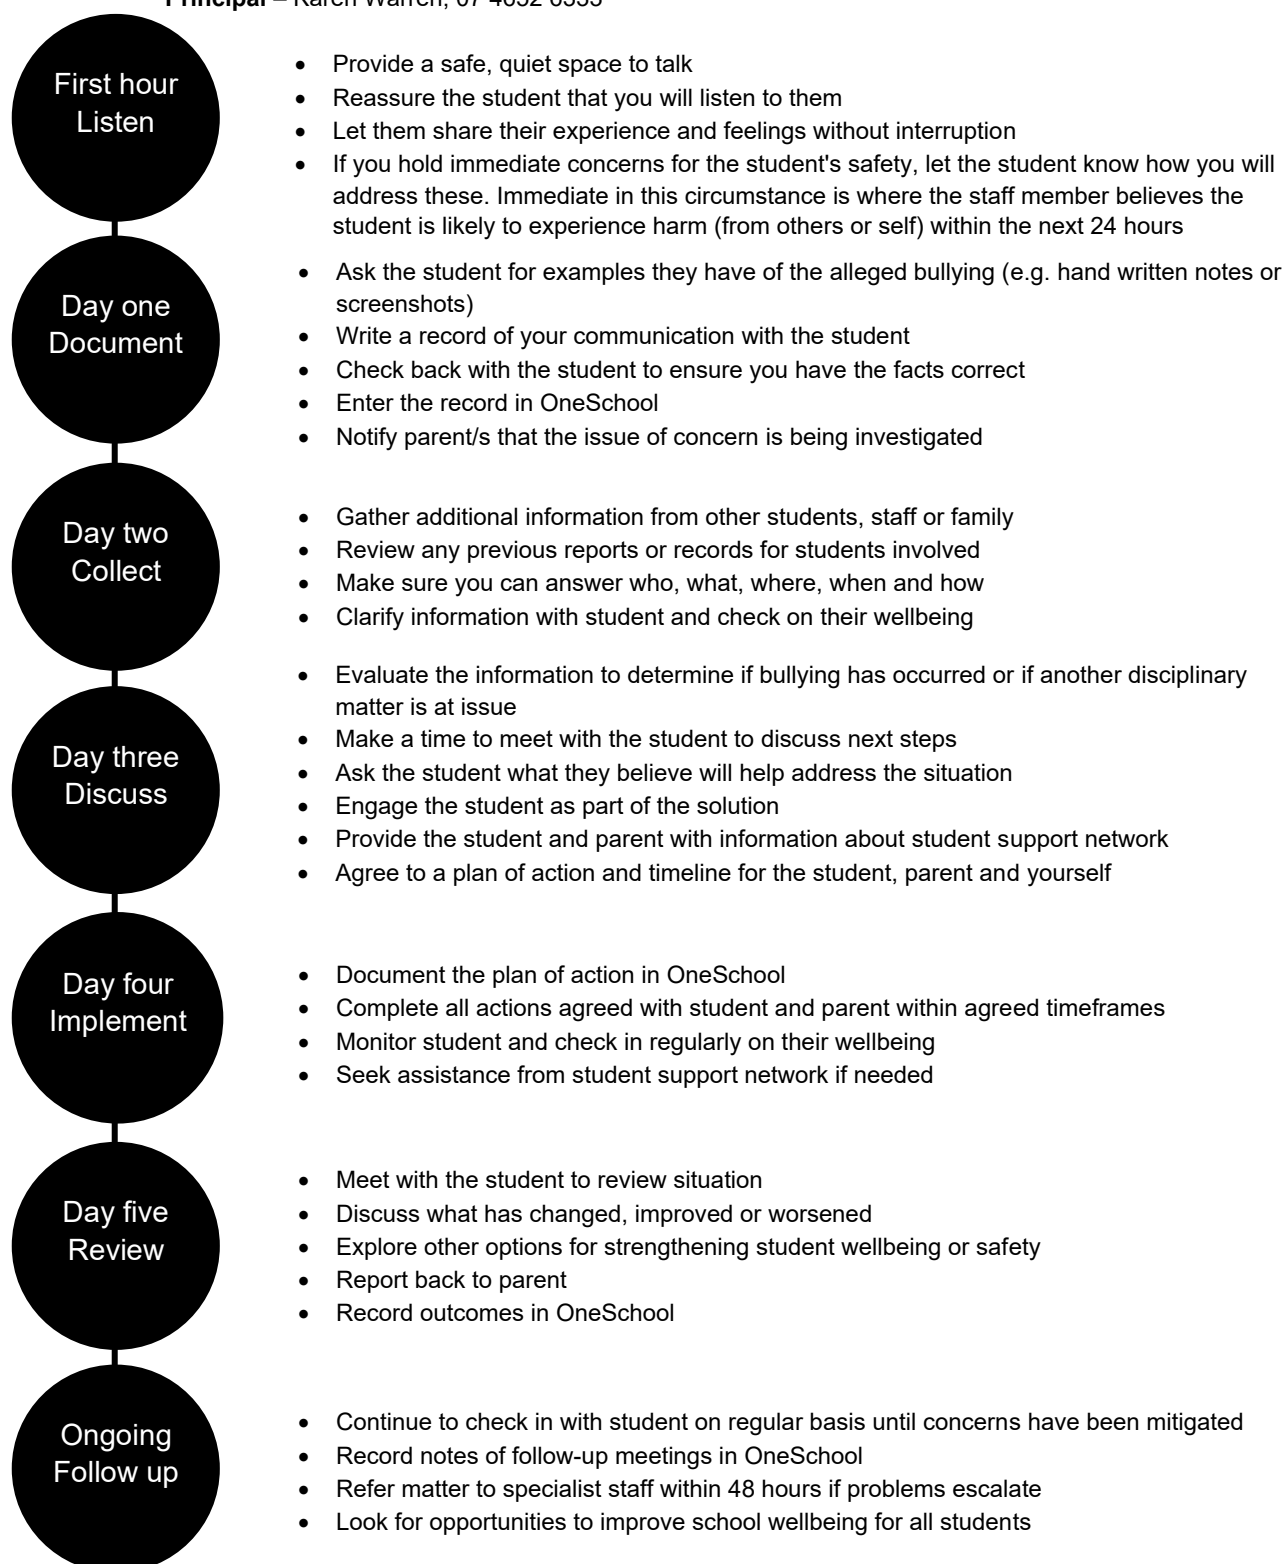 Principal – Karen Warren, 07 4652 8333
First hour
Listen
• Provide a safe, quiet space to talk
• Reassure the student that you will listen to them
• Let them share their experience and feelings without interruption
• If you hold immediate concerns for the student's safety, let the student know how you will
address these. Immediate in this circumstance is where the staff member believes the
student is likely to experience harm (from others or self) within the next 24 hours
Day one
Document
• Ask the student for examples they have of the alleged bullying (e.g. hand written notes or
screenshots)
• Write a record of your communication with the student
• Check back with the student to ensure you have the facts correct
• Enter the record in OneSchool
• Notify parent/s that the issue of concern is being investigated
Day two
Collect
• Gather additional information from other students, staff or family
• Review any previous reports or records for students involved
• Make sure you can answer who, what, where, when and how
• Clarify information with student and check on their wellbeing
Day three
Discuss
• Evaluate the information to determine if bullying has occurred or if another disciplinary
matter is at issue
• Make a time to meet with the student to discuss next steps
• Ask the student what they believe will help address the situation
• Engage the student as part of the solution
• Provide the student and parent with information about student support network
• Agree to a plan of action and timeline for the student, parent and yourself
Day four
Implement
• Document the plan of action in OneSchool
• Complete all actions agreed with student and parent within agreed timeframes
• Monitor student and check in regularly on their wellbeing
• Seek assistance from student support network if needed
Day five
Review
• Meet with the student to review situation
• Discuss what has changed, improved or worsened
• Explore other options for strengthening student wellbeing or safety
• Report back to parent
• Record outcomes in OneSchool
Ongoing
Follow up
• Continue to check in with student on regular basis until concerns have been mitigated
• Record notes of follow-up meetings in OneSchool
• Refer matter to specialist staff within 48 hours if problems escalate
• Look for opportunities to improve school wellbeing for all students